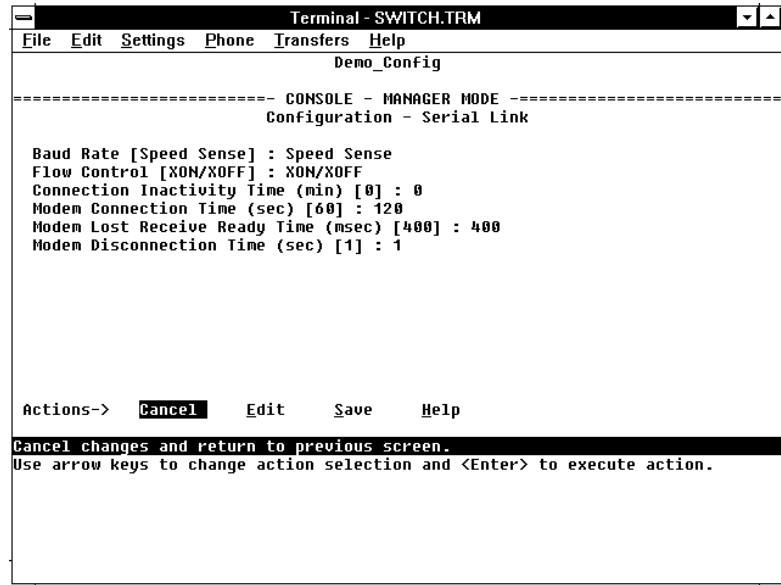 Terminal - SWITCH.TRM
File Edit Settings Phone Transfers Help
Demo_Config
==========================- CONSOLE - MANAGER MODE -===========================
Configuration - Serial Link
Baud Rate [Speed Sense] : Speed Sense
Flow Control [XON/XOFF] : XON/XOFF
Connection Inactivity Time (min) [0] : 0
Modem Connection Time (sec) [60] : 120
Modem Lost Receive Ready Time (msec) [400] : 400
Modem Disconnection Time (sec) [1] : 1
Actions-> Cancel Edit Save Help
Cancel changes and return to previous screen.
Use arrow keys to change action selection and <Enter> to execute action.